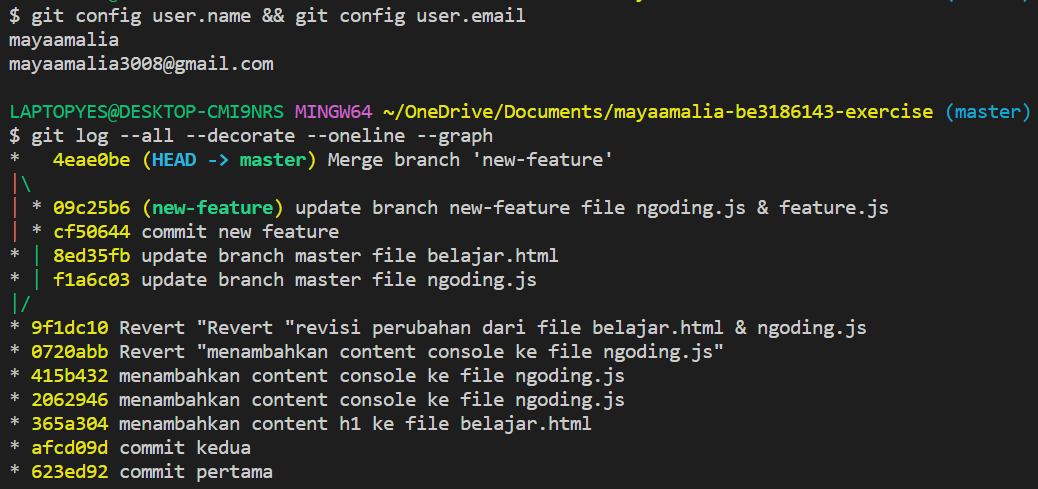 $ git config user.name && git config user.email
mayaamalia
mayaamalia3008@gmail.com
LAPTOPYES@DESKTOP-CMI9NRS MINGW64 ~/OneDrive/Documents/mayaamalia-be3186143-exercise (master)
$ git log --all --decorate --oneline --graph
*   4eae0be (HEAD -> master) Merge branch 'new-feature'
|\
| * 09c25b6 (new-feature) update branch new-feature file ngoding.js & feature.js
| * cf50644 commit new feature
* | 8ed35fb update branch master file belajar.html
* | f1a6c03 update branch master file ngoding.js
|/
* 9f1dc10 Revert "Revert "revisi perubahan dari file belajar.html & ngoding.js
* 0720abb Revert "menambahkan content console ke file ngoding.js"
* 415b432 menambahkan content console ke file ngoding.js
* 2062946 menambahkan content console ke file ngoding.js
* 365a304 menambahkan content h1 ke file belajar.html
* afcd09d commit kedua
* 623ed92 commit pertama